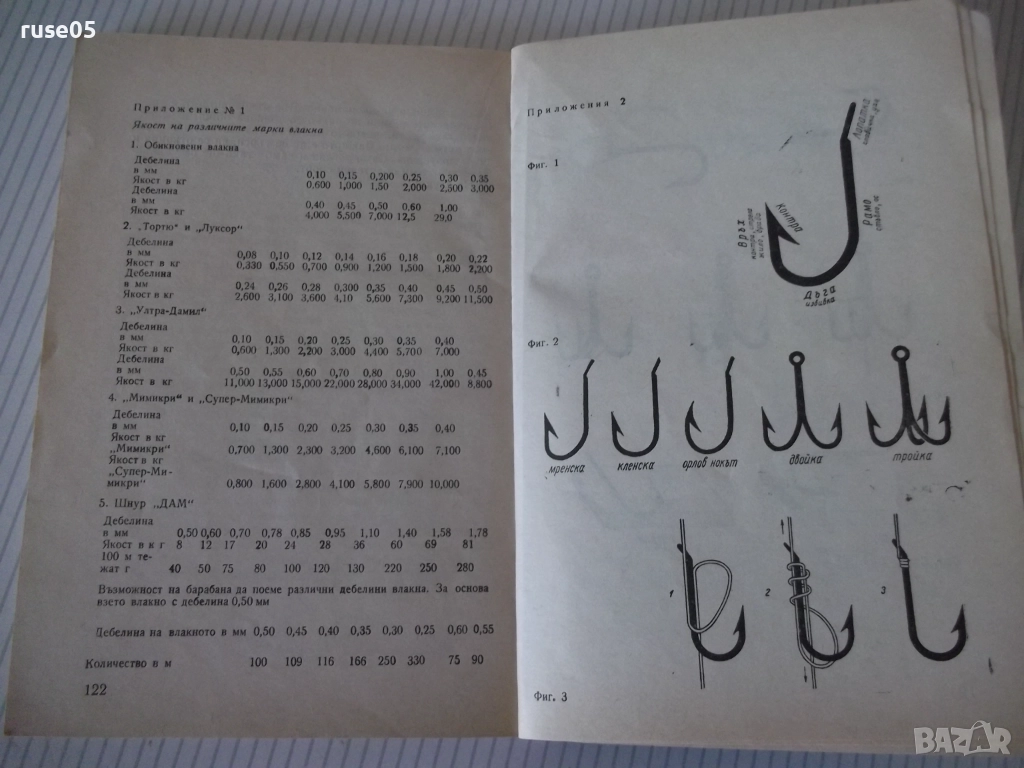 ruse05
Приложение № 1
Якост на различните марки влакна
1. Обикновени влакна
Дебелина
в мм 0,10 0,15 0,200 0,25 0,30 0,35
Якост в кг 0,600 1,000 1,50 2,000 2,500 3,000
Дебелина
в мм 0,40 0,45 0,50 0,60 1,00
Якост в кг 4,000 5,500 7,000 12,5 29,0
2. „Тортю“ и „Луксор“
Дебелина
в мм 0,08 0,10 0,12 0,14 0,16 0,18 0,20 0,22
Якост в кг 0,330 0,550 0,700 0,900 1,200 1,500 1,800 2,200
Дебелина
в мм 0,24 0,26 0,28 0,300 0,35 0,40 0,45 0,50
Якост в кг 2,600 3,100 3,600 4,10 5,600 7,300 9,200 11,500
3. „Ултра-Дамил“
Дебелина
в мм 0,10 0,15 0,20 0,25 0,30 0,35 0,40
Якост в кг 0,600 1,300 2,200 3,000 4,400 5,700 7,000
Дебелина
в мм 0,50 0,55 0,60 0,70 0,80 0,90 1,00 0,45
Якост в кг 11,000 13,000 15,000 22,000 28,000 34,000 42,000 8,800
4. „Мимикри“ и „Супер-Мимикри“
Дебелина
в мм 0,10 0,15 0,20 0,25 0,30 0,35 0,40
Якост в кг
„Мимикри“ 0,700 1,300 2,300 3,200 4,600 6,100 7,100
Якост в кг
„Супер-Ми-
микри“ 0,800 1,600 2,800 4,100 5,800 7,900 10,000
5. Шнур „ДАМ“
Дебелина
в мм 0,50 0,60 0,70 0,78 0,85 0,95 1,10 1,40 1,58 1,78
Якост в кг 8 12 17 20 24 28 36 60 69 81
100 м те-
жат г 40 50 75 80 100 120 130 220 250 280
Възможност на барабана да поеме различни дебелини влакна. За основа
взето влакно с дебелина 0,50 мм
Дебелина на влакното в мм 0,50 0,45 0,40 0,35 0,30 0,25 0,60 0,55
Количество в м 100 109 116 166 250 330 75 90
122
Приложения 2
Фиг. 1
Лопатка
Контра
Връх
Рамо
Дъга
извивка
Фиг. 2
мренска
кленска
орлов нокът
двойка
тройка
1
2
3
Фиг. 3
BAZAR